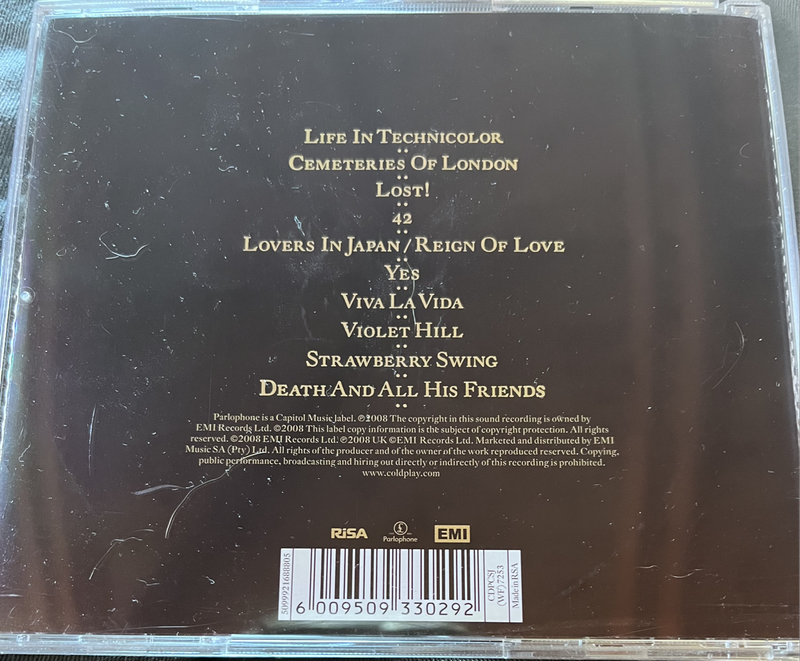 Life In Technicolor
Cemeteries Of London
Lost!
42
Lovers In Japan / Reign Of Love
Yes
Viva La Vida
Violet Hill
Strawberry Swing
Death And All His Friends
Parlophone is a Capitol Music label. ℗2008 The copyright in this sound recording is owned by
EMI Records Ltd. ©2008 This label copy information is the subject of copyright protection. All rights
reserved. ©2008 EMI Records Ltd. ℗2008 UK ©EMI Records Ltd. Marketed and distributed by EMI
Music SA (Pty) Ltd. All rights of the producer and of the owner of the work reproduced reserved. Copying,
public performance, broadcasting and hiring out directly or indirectly of this recording is prohibited.
www.coldplay.com
RiSA
Parlophone
EMI
5099921688805
6 009509 330292
CDPCSJ
(WF) 7253
Made in RSA